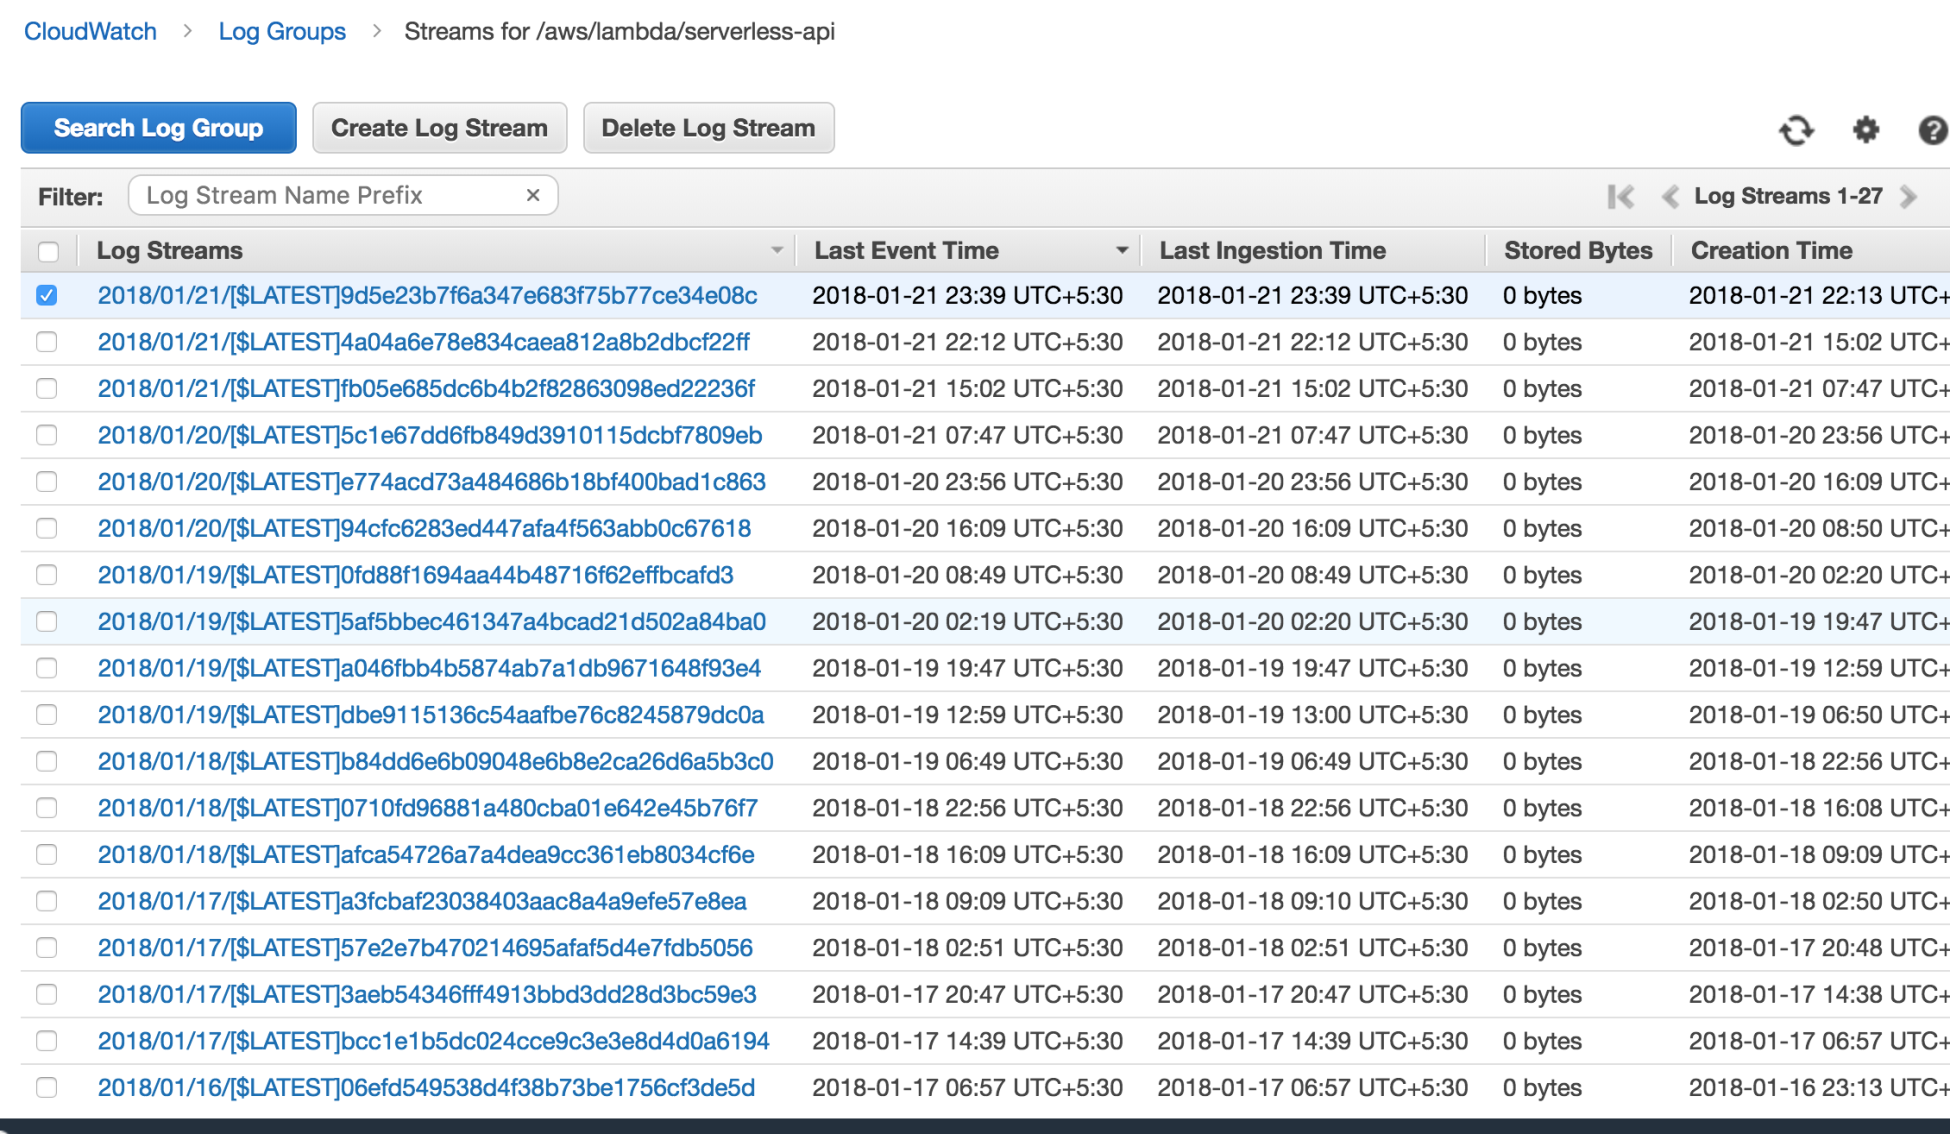 CloudWatch > Log Groups > Streams for /aws/lambda/serverless-api
Search Log Group Create Log Stream Delete Log Stream
Filter: Log Stream Name Prefix × Log Streams 1-27
Log Streams Last Event Time Last Ingestion Time Stored Bytes Creation Time
2018/01/21/[$LATEST]9d5e23b7f6a347e683f75b77ce34e08c 2018-01-21 23:39 UTC+5:30 2018-01-21 23:39 UTC+5:30 0 bytes 2018-01-21 22:13 UTC+
2018/01/21/[$LATEST]4a04a6e78e834caea812a8b2dbcf22ff 2018-01-21 22:12 UTC+5:30 2018-01-21 22:12 UTC+5:30 0 bytes 2018-01-21 15:02 UTC+
2018/01/21/[$LATEST]fb05e685dc6b4b2f82863098ed22236f 2018-01-21 15:02 UTC+5:30 2018-01-21 15:02 UTC+5:30 0 bytes 2018-01-21 07:47 UTC+
2018/01/20/[$LATEST]5c1e67dd6fb849d3910115dcbf7809eb 2018-01-21 07:47 UTC+5:30 2018-01-21 07:47 UTC+5:30 0 bytes 2018-01-20 23:56 UTC+
2018/01/20/[$LATEST]e774acd73a484686b18bf400bad1c863 2018-01-20 23:56 UTC+5:30 2018-01-20 23:56 UTC+5:30 0 bytes 2018-01-20 16:09 UTC+
2018/01/20/[$LATEST]94cfc6283ed447afa4f563abb0c67618 2018-01-20 16:09 UTC+5:30 2018-01-20 16:09 UTC+5:30 0 bytes 2018-01-20 08:50 UTC+
2018/01/19/[$LATEST]0fd88f1694aa44b48716f62effbcafd3 2018-01-20 08:49 UTC+5:30 2018-01-20 08:49 UTC+5:30 0 bytes 2018-01-20 02:20 UTC+
2018/01/19/[$LATEST]5af5bbec461347a4bcad21d502a84ba0 2018-01-20 02:19 UTC+5:30 2018-01-20 02:20 UTC+5:30 0 bytes 2018-01-19 19:47 UTC+
2018/01/19/[$LATEST]a046fbb4b5874ab7a1db9671648f93e4 2018-01-19 19:47 UTC+5:30 2018-01-19 19:47 UTC+5:30 0 bytes 2018-01-19 12:59 UTC+
2018/01/19/[$LATEST]dbe9115136c54aafbe76c8245879dc0a 2018-01-19 12:59 UTC+5:30 2018-01-19 13:00 UTC+5:30 0 bytes 2018-01-19 06:50 UTC+
2018/01/18/[$LATEST]b84dd6e6b09048e6b8e2ca26d6a5b3c0 2018-01-19 06:49 UTC+5:30 2018-01-19 06:49 UTC+5:30 0 bytes 2018-01-18 22:56 UTC+
2018/01/18/[$LATEST]0710fd96881a480cba01e642e45b76f7 2018-01-18 22:56 UTC+5:30 2018-01-18 22:56 UTC+5:30 0 bytes 2018-01-18 16:08 UTC+
2018/01/18/[$LATEST]afca54726a7a4dea9cc361eb8034cf6e 2018-01-18 16:09 UTC+5:30 2018-01-18 16:09 UTC+5:30 0 bytes 2018-01-18 09:09 UTC+
2018/01/17/[$LATEST]a3fcbaf23038403aac8a4a9efe57e8ea 2018-01-18 09:09 UTC+5:30 2018-01-18 09:10 UTC+5:30 0 bytes 2018-01-18 02:50 UTC+
2018/01/17/[$LATEST]57e2e7b470214695afaf5d4e7fdb5056 2018-01-18 02:51 UTC+5:30 2018-01-18 02:51 UTC+5:30 0 bytes 2018-01-17 20:48 UTC+
2018/01/17/[$LATEST]3aeb54346fff4913bbd3dd28d3bc59e3 2018-01-17 20:47 UTC+5:30 2018-01-17 20:47 UTC+5:30 0 bytes 2018-01-17 14:38 UTC+
2018/01/17/[$LATEST]bcc1e1b5dc024cce9c3e3e8d4d0a6194 2018-01-17 14:39 UTC+5:30 2018-01-17 14:39 UTC+5:30 0 bytes 2018-01-17 06:57 UTC+
2018/01/16/[$LATEST]06efd549538d4f38b73be1756cf3de5d 2018-01-17 06:57 UTC+5:30 2018-01-17 06:57 UTC+5:30 0 bytes 2018-01-16 23:13 UTC+